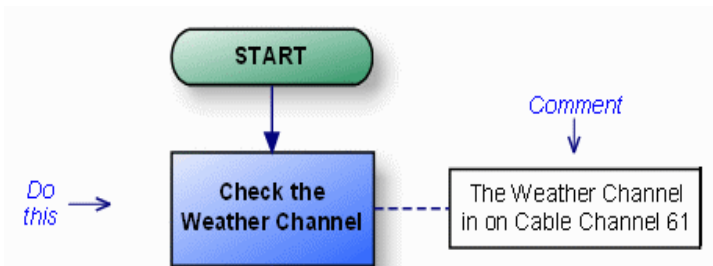 START
Comment
Do
this
Check the
Weather Channel
The Weather Channel
in on Cable Channel 61